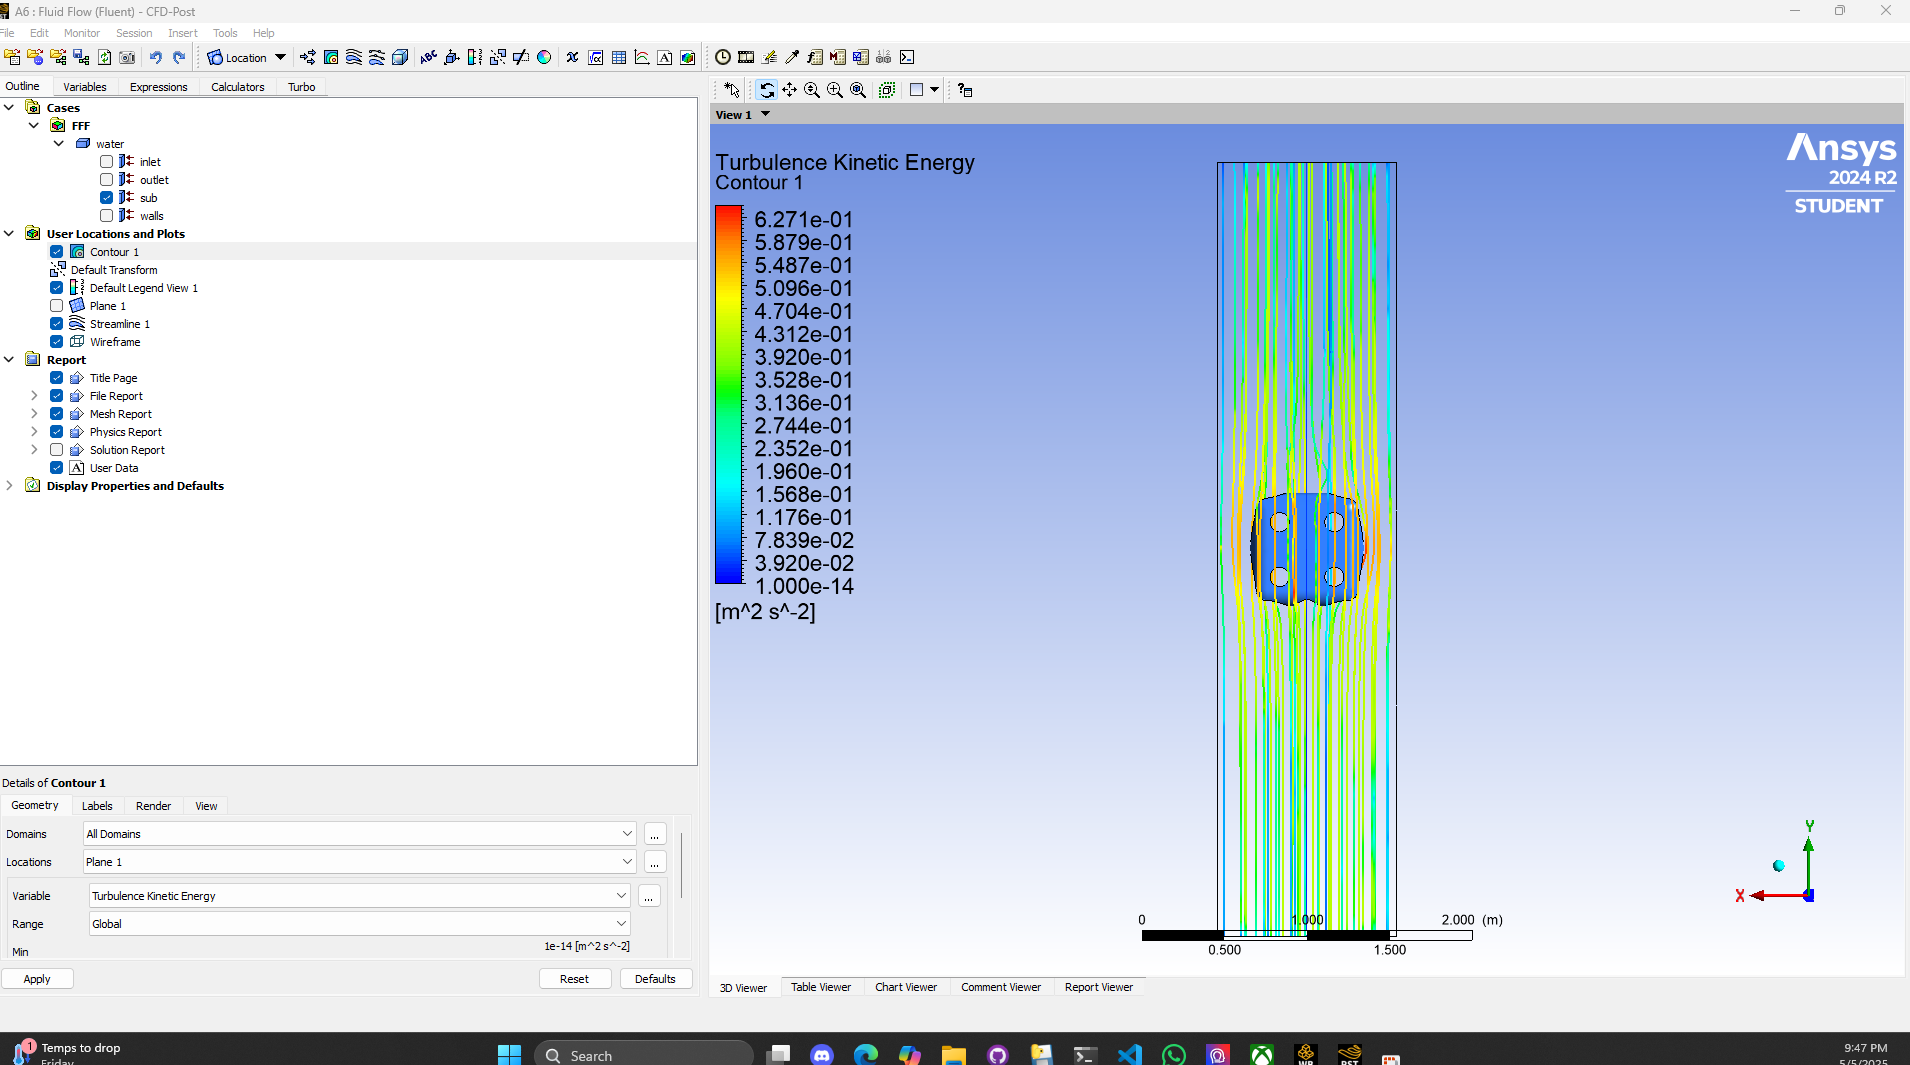 A6 : Fluid Flow (Fluent) - CFD-Post
File Edit Monitor Session Insert Tools Help
Location
Outline Variables Expressions Calculators Turbo
Cases
FFF
water
inlet
outlet
sub
walls
User Locations and Plots
Contour 1
Default Transform
Default Legend View 1
Plane 1
Streamline 1
Wireframe
Report
Title Page
File Report
Mesh Report
Physics Report
Solution Report
User Data
Display Properties and Defaults
Details of Contour 1
Geometry Labels Render View
Domains All Domains ...
Locations Plane 1 ...
Variable Turbulence Kinetic Energy ...
Range Global
Min 1e-14 [m^2 s^-2]
Apply Reset Defaults
View 1
Turbulence Kinetic Energy
Contour 1
6.271e-01
5.879e-01
5.487e-01
5.096e-01
4.704e-01
4.312e-01
3.920e-01
3.528e-01
3.136e-01
2.744e-01
2.352e-01
1.960e-01
1.568e-01
1.176e-01
7.839e-02
3.920e-02
1.000e-14
[m^2 s^-2]
Ansys
2024 R2
STUDENT
Y
X
0 1.000 2.000 (m)
0.500 1.500
3D Viewer Table Viewer Chart Viewer Comment Viewer Report Viewer
1
Temps to drop
Friday
Search
9:47 PM
5/5/2025